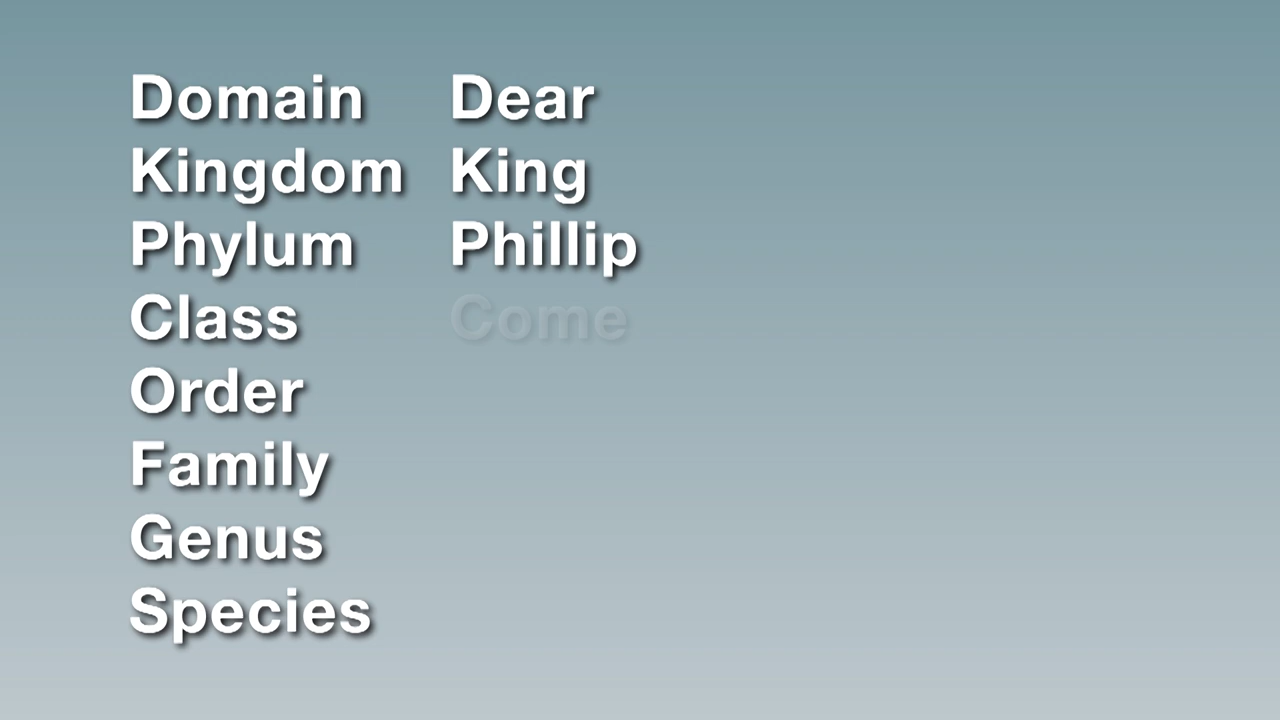 Domain Dear
Kingdom King
Phylum Phillip
Class Come
Order
Family
Genus
Species